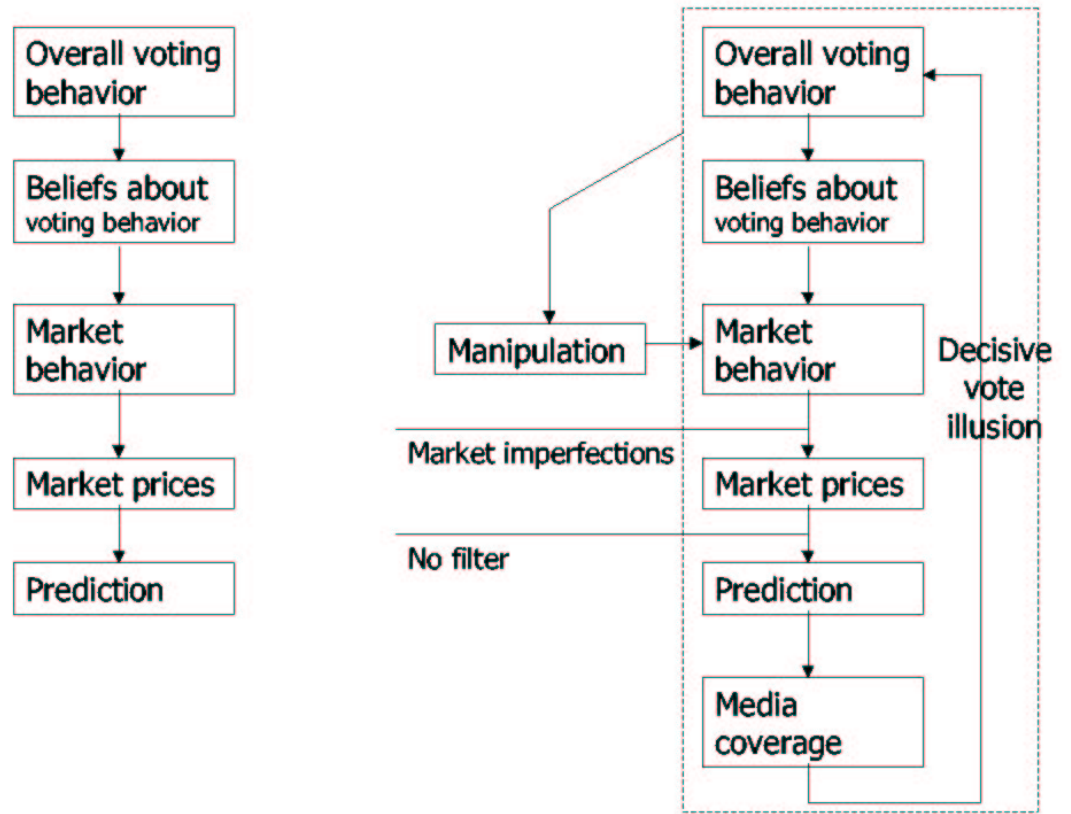 Overall voting
behavior
Beliefs about
voting behavior
Market
behavior
Market prices
Prediction
Overall voting
behavior
Beliefs about
voting behavior
Manipulation
Market
behavior
Decisive
vote
illusion
Market imperfections
Market prices
No filter
Prediction
Media
coverage